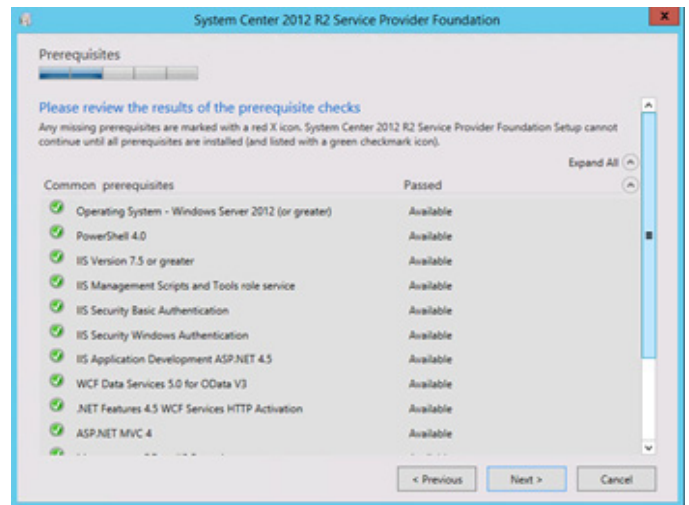 System Center 2012 R2 Service Provider Foundation
Prerequisites
Please review the results of the prerequisite checks
Any missing prerequisites are marked with a red X icon. System Center 2012 R2 Service Provider Foundation Setup cannot
continue until all prerequisites are installed (and listed with a green checkmark icon).
Expand All
Common prerequisites Passed
Operating System - Windows Server 2012 (or greater) Available
PowerShell 4.0 Available
IIS Version 7.5 or greater Available
IIS Management Scripts and Tools role service Available
IIS Security Basic Authentication Available
IIS Security Windows Authentication Available
IIS Application Development ASP.NET 4.5 Available
WCF Data Services 5.0 for OData V3 Available
.NET Features 4.5 WCF Services HTTP Activation Available
ASP.NET MVC 4 Available
< Previous Next > Cancel